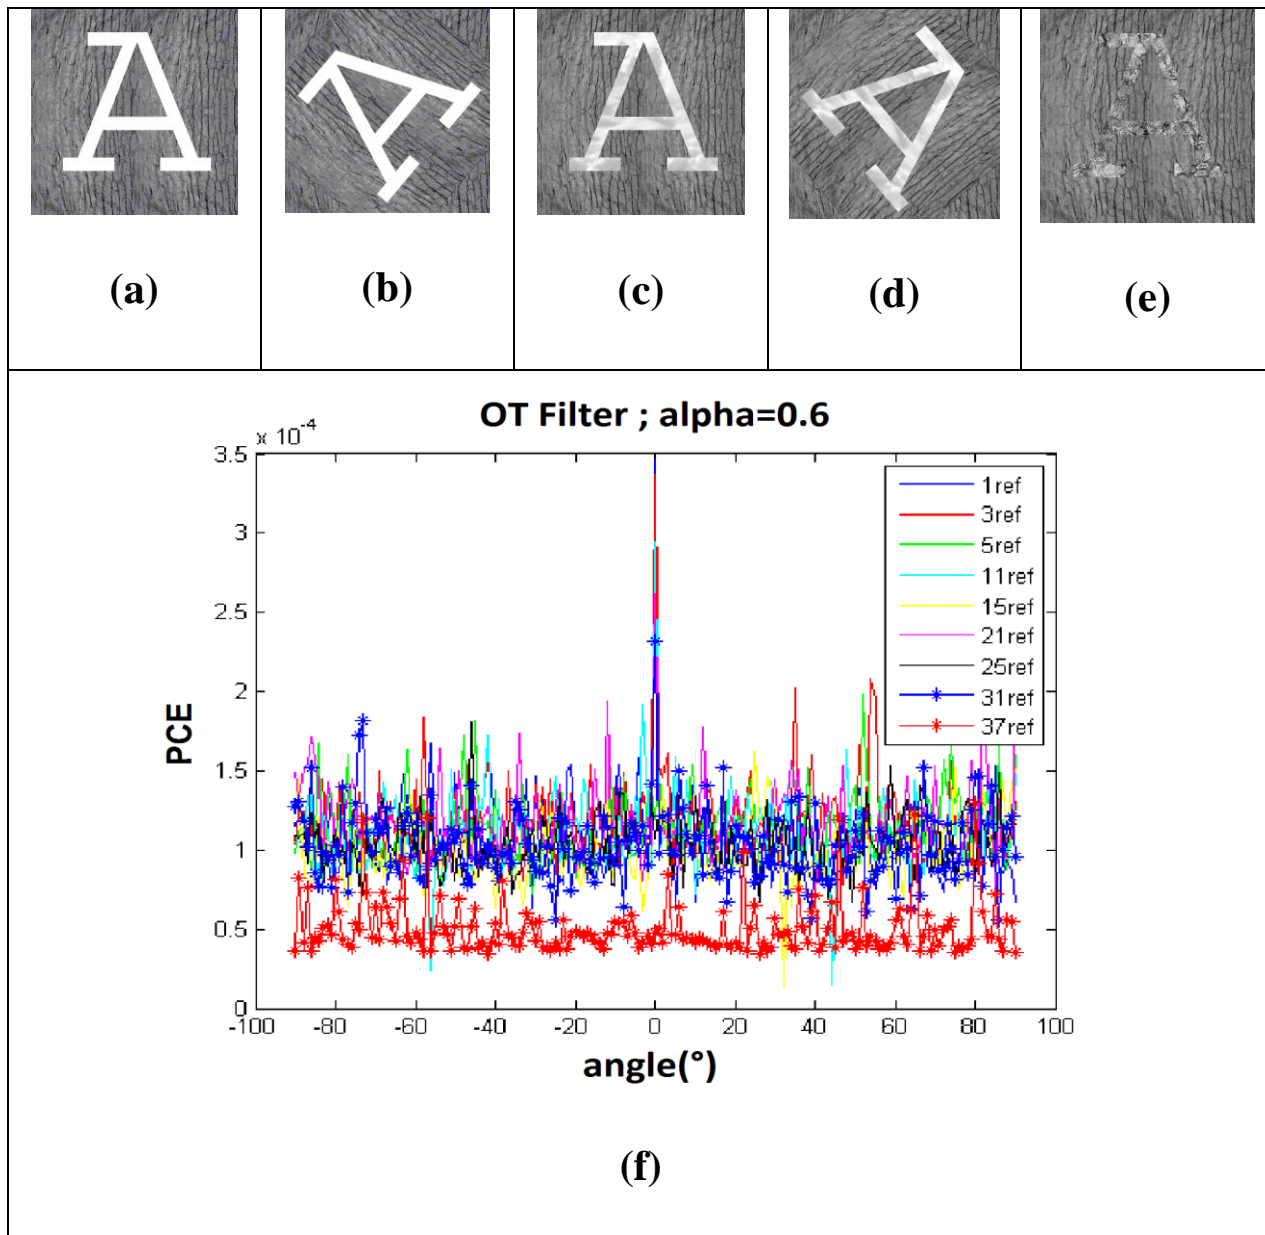 A
A
A
A
A
(a)
(b)
(c)
(d)
(e)
OT Filter ; alpha=0.6
x 10^-4
3.5
3
2.5
2
1.5
1
0.5
0
-100 -80 -60 -40 -20 0 20 40 60 80 100
PCE
angle(°)
1ref
3ref
5ref
11ref
15ref
21ref
25ref
31ref
37ref
(f)